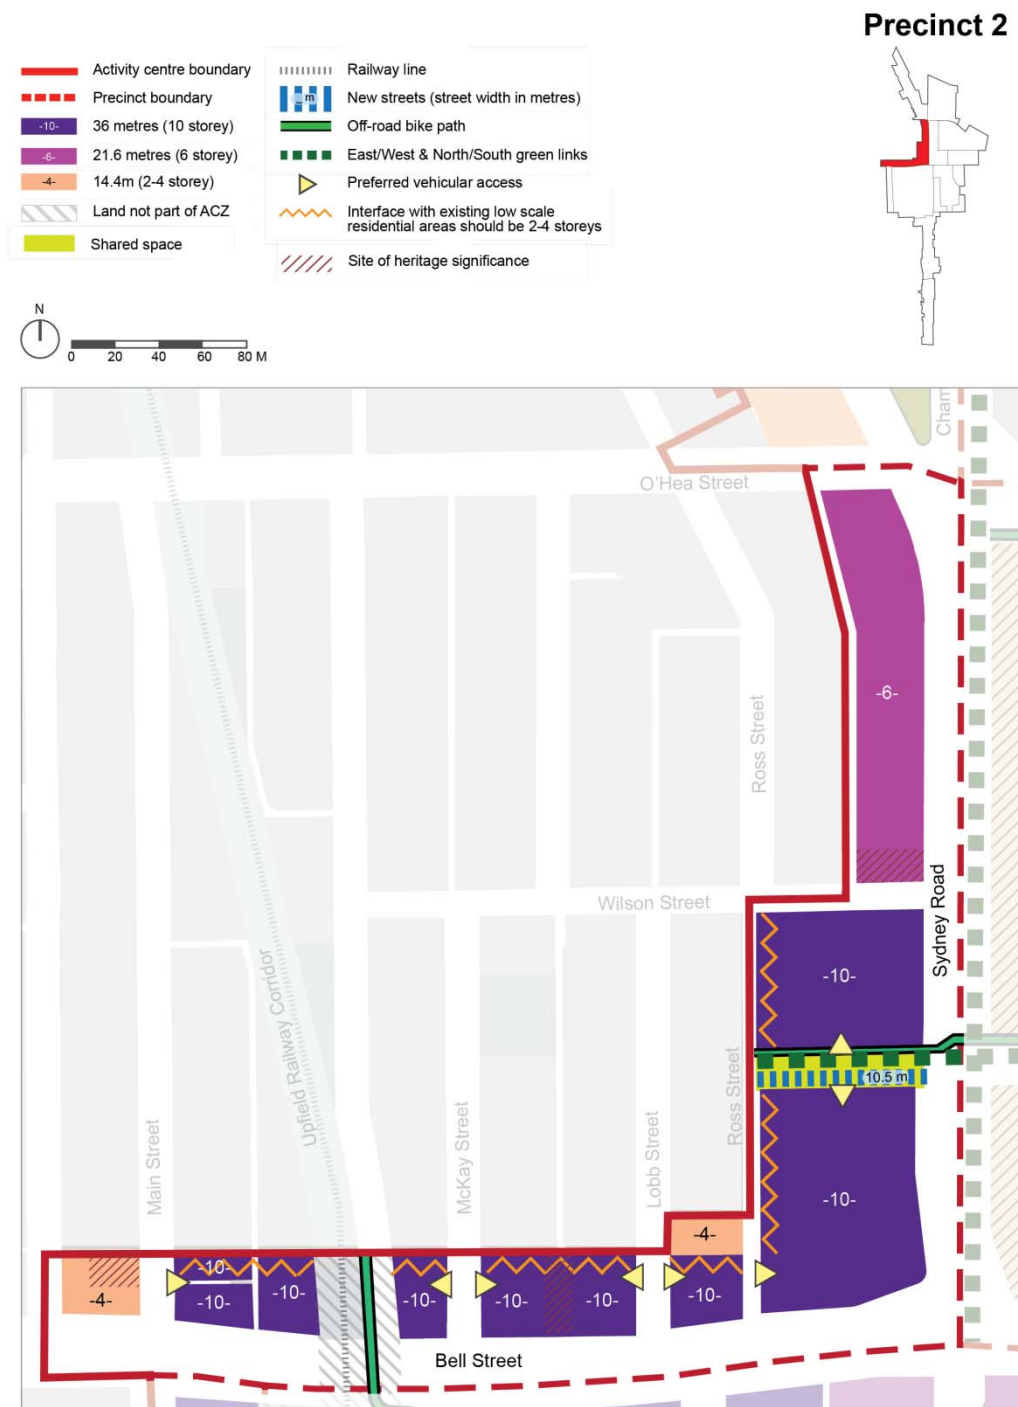 Precinct 2
Activity centre boundary
Precinct boundary
-10- 36 metres (10 storey)
-6- 21.6 metres (6 storey)
-4- 14.4m (2-4 storey)
Land not part of ACZ
Shared space
Railway line
_ m New streets (street width in metres)
Off-road bike path
East/West & North/South green links
Preferred vehicular access
Interface with existing low scale
residential areas should be 2-4 storeys
Site of heritage significance
N
0 20 40 60 80 M
Cham
O'Hea Street
Ross Street
-6-
Wilson Street
Sydney Road
-10-
Upfield Railway Corridor
10.5 m
Main Street
McKay Street
Lobb Street
Ross Street
-10-
-4-
-10-
-4-
-10-
-10-
-10-
-10-
-10-
-10-
Bell Street